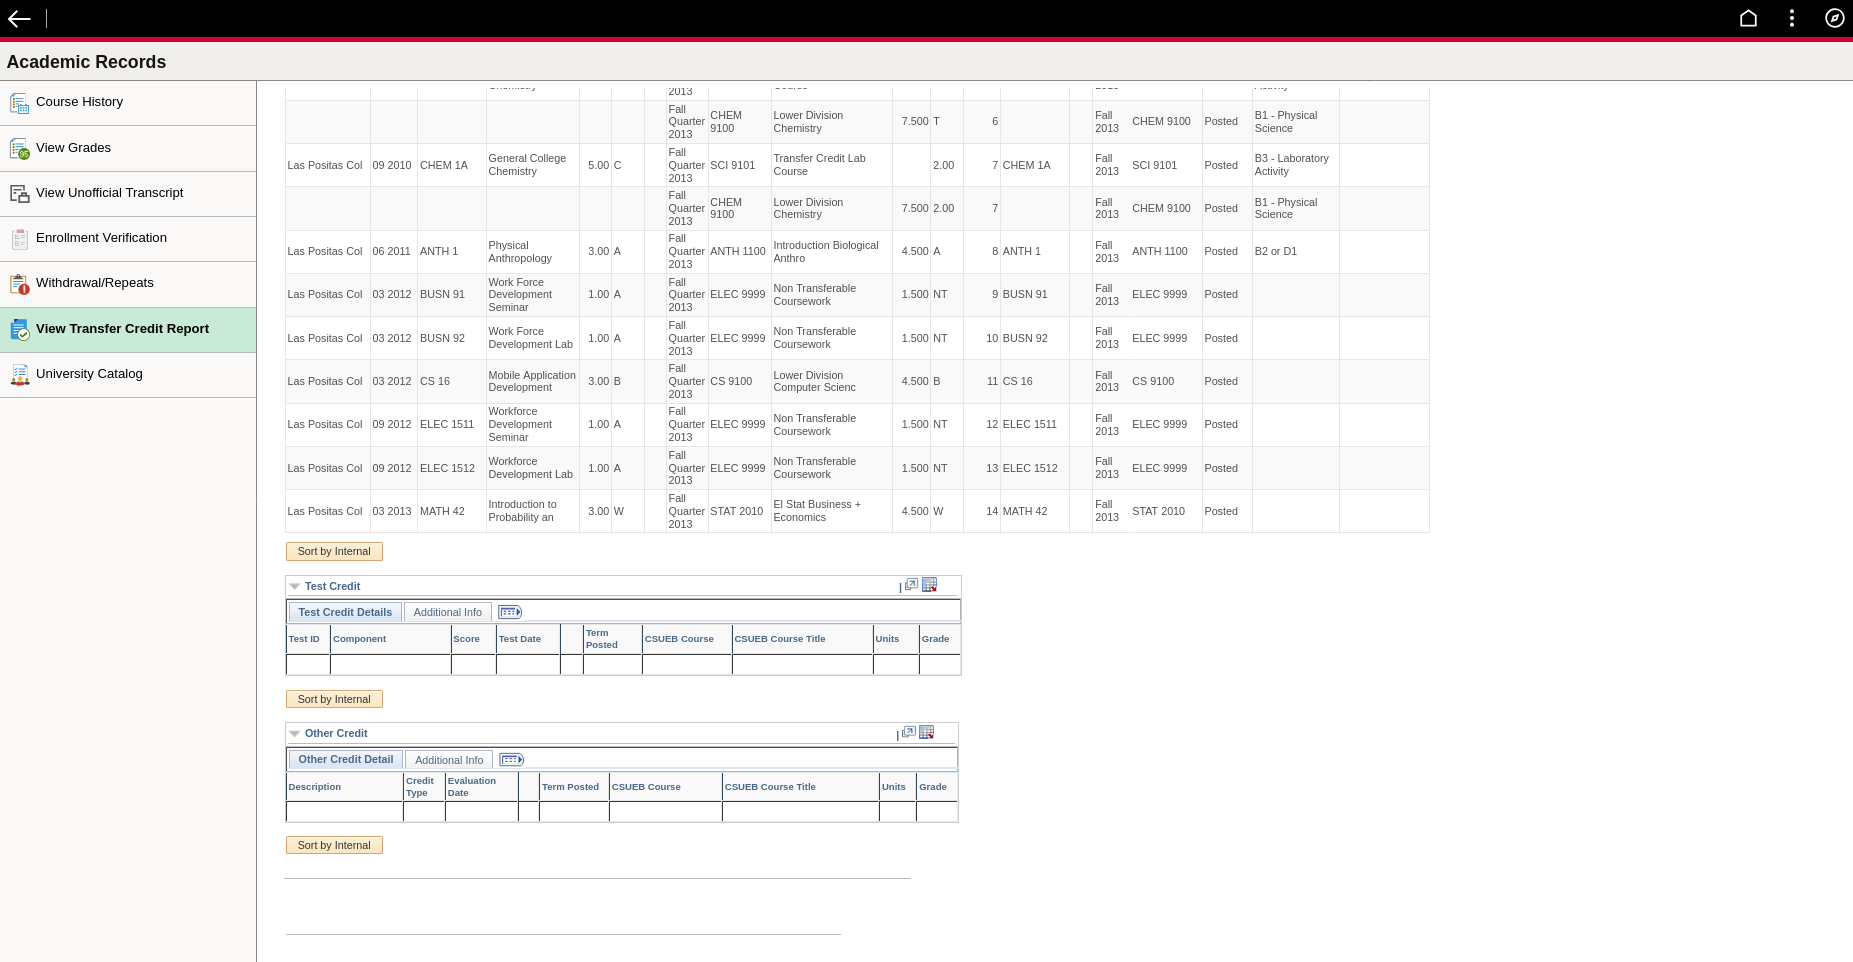 Academic Records
Course History
View Grades
View Unofficial Transcript
Enrollment Verification
Withdrawal/Repeats
View Transfer Credit Report
University Catalog
2013
Fall Quarter 2013 CHEM 9100 Lower Division Chemistry 7.500 T 6 Fall 2013 CHEM 9100 Posted B1 - Physical Science
Las Positas Col 09 2010 CHEM 1A General College Chemistry 5.00 C Fall Quarter 2013 SCI 9101 Transfer Credit Lab Course 2.00 7 CHEM 1A Fall 2013 SCI 9101 Posted B3 - Laboratory Activity
Fall Quarter 2013 CHEM 9100 Lower Division Chemistry 7.500 2.00 7 Fall 2013 CHEM 9100 Posted B1 - Physical Science
Las Positas Col 06 2011 ANTH 1 Physical Anthropology 3.00 A Fall Quarter 2013 ANTH 1100 Introduction Biological Anthro 4.500 A 8 ANTH 1 Fall 2013 ANTH 1100 Posted B2 or D1
Las Positas Col 03 2012 BUSN 91 Work Force Development Seminar 1.00 A Fall Quarter 2013 ELEC 9999 Non Transferable Coursework 1.500 NT 9 BUSN 91 Fall 2013 ELEC 9999 Posted
Las Positas Col 03 2012 BUSN 92 Work Force Development Lab 1.00 A Fall Quarter 2013 ELEC 9999 Non Transferable Coursework 1.500 NT 10 BUSN 92 Fall 2013 ELEC 9999 Posted
Las Positas Col 03 2012 CS 16 Mobile Application Development 3.00 B Fall Quarter 2013 CS 9100 Lower Division Computer Scienc 4.500 B 11 CS 16 Fall 2013 CS 9100 Posted
Las Positas Col 09 2012 ELEC 1511 Workforce Development Seminar 1.00 A Fall Quarter 2013 ELEC 9999 Non Transferable Coursework 1.500 NT 12 ELEC 1511 Fall 2013 ELEC 9999 Posted
Las Positas Col 09 2012 ELEC 1512 Workforce Development Lab 1.00 A Fall Quarter 2013 ELEC 9999 Non Transferable Coursework 1.500 NT 13 ELEC 1512 Fall 2013 ELEC 9999 Posted
Las Positas Col 03 2013 MATH 42 Introduction to Probability an 3.00 W Fall Quarter 2013 STAT 2010 El Stat Business + Economics 4.500 W 14 MATH 42 Fall 2013 STAT 2010 Posted
Sort by Internal
Test Credit |
Test Credit Details Additional Info
Test ID Component Score Test Date Term Posted CSUEB Course CSUEB Course Title Units Grade
Sort by Internal
Other Credit |
Other Credit Detail Additional Info
Description Credit Type Evaluation Date Term Posted CSUEB Course CSUEB Course Title Units Grade
Sort by Internal